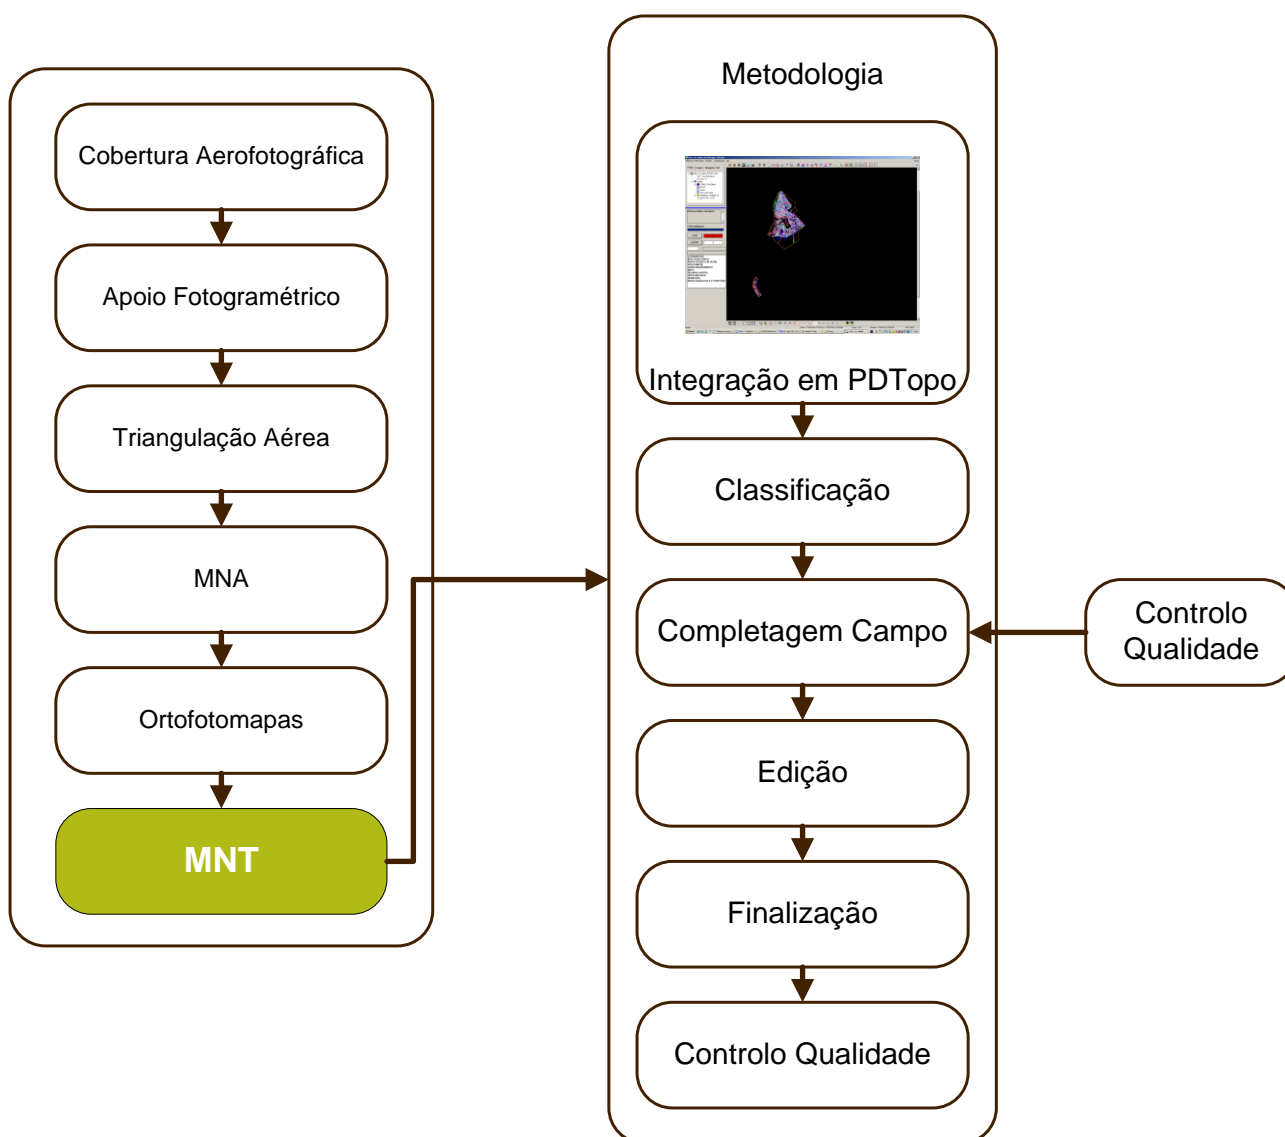 Cobertura Aerofotográfica
Apoio Fotogramétrico
Triangulação Aérea
MNA
Ortofotomapas
MNT
Metodologia
Integração em PDTopo
Classificação
Completagem Campo
Edição
Finalização
Controlo Qualidade
Controlo
Qualidade